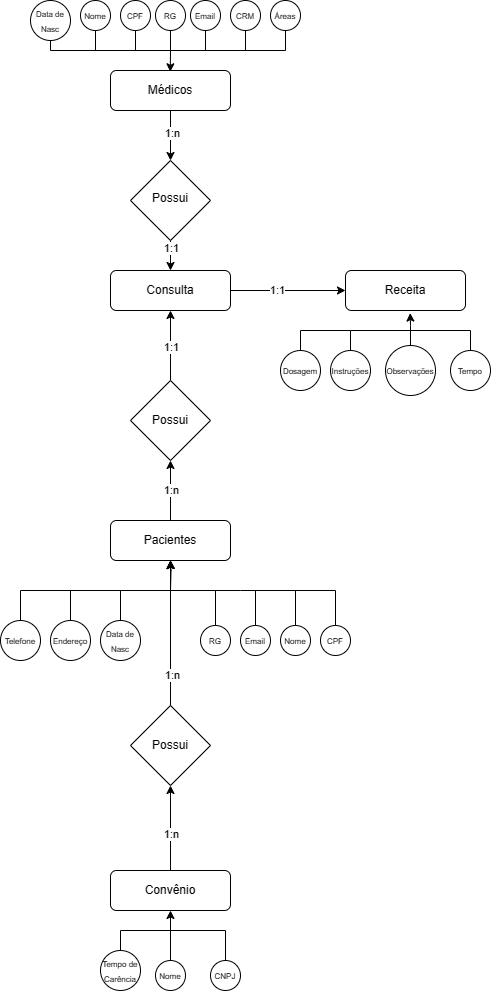 Data de
Nasc
Nome
CPF
RG
Email
CRM
Áreas
Médicos
1:n
Possui
1:1
Consulta
1:1
Receita
Dosagem
Instruções
Observações
Tempo
1:1
Possui
1:n
Pacientes
Telefone
Endereço
Data de
Nasc
RG
Email
Nome
CPF
1:n
Possui
1:n
Convênio
Tempo de
Carência
Nome
CNPJ